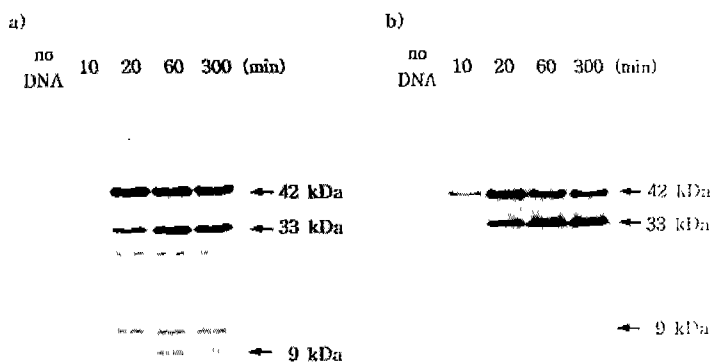 a)
no
DNA 10 20 60 300 (min)
42 kDa
33 kDa
9 kDa
b)
no
DNA 10 20 60 300 (min)
42 kDa
33 kDa
9 kDa